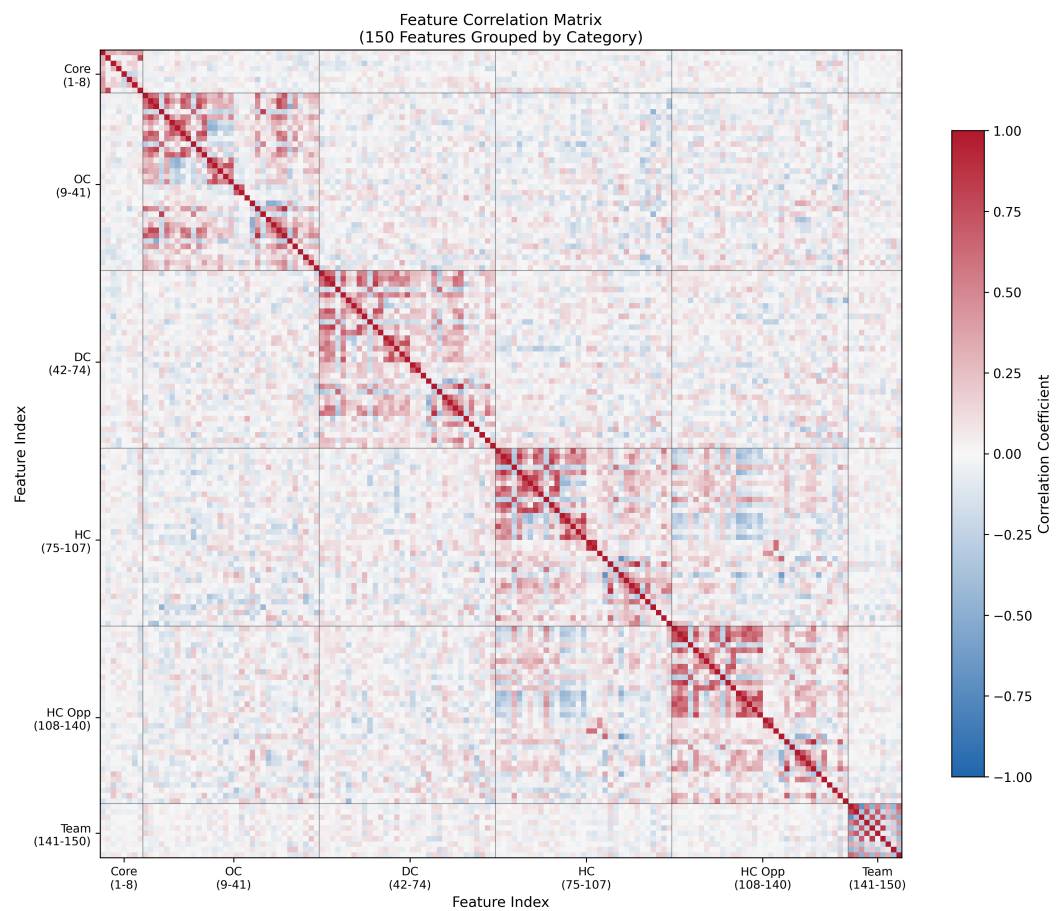 Feature Correlation Matrix
(150 Features Grouped by Category)
Core
(1-8)
OC
(9-41)
DC
(42-74)
HC
(75-107)
HC Opp
(108-140)
Team
(141-150)
Feature Index
Core
(1-8)
OC
(9-41)
DC
(42-74)
HC
(75-107)
HC Opp
(108-140)
Team
(141-150)
Feature Index
1.00
0.75
0.50
0.25
0.00
−0.25
−0.50
−0.75
−1.00
Correlation Coefficient